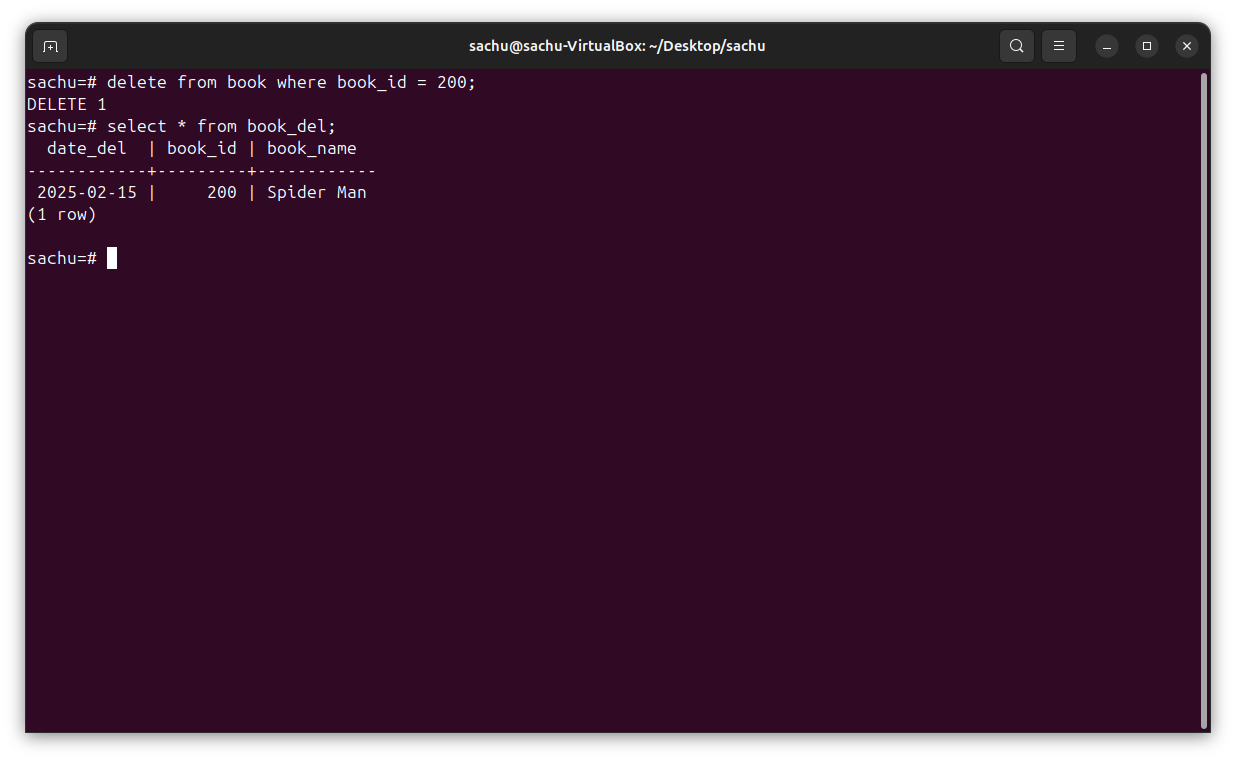 sachu@sachu-VirtualBox: ~/Desktop/sachu
sachu=# delete from book where book_id = 200;
DELETE 1
sachu=# select * from book_del;
  date_del  | book_id | book_name
------------+---------+------------
 2025-02-15 |     200 | Spider Man
(1 row)
sachu=#